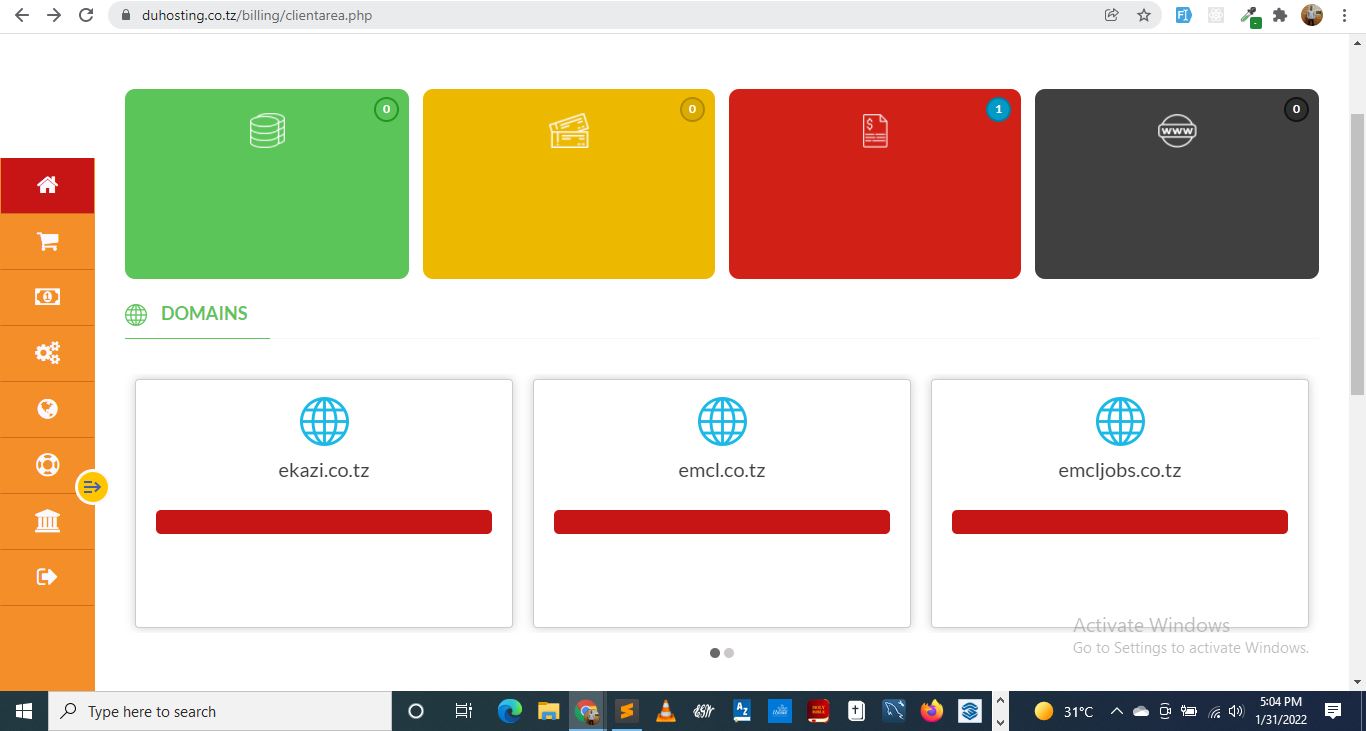 duhosting.co.tz/billing/clientarea.php
0
0
1
0
$
www
1
DOMAINS
ekazi.co.tz
emcl.co.tz
emcljobs.co.tz
Activate Windows
Go to Settings to activate Windows.
Type here to search
31°C
5:04 PM
1/31/2022